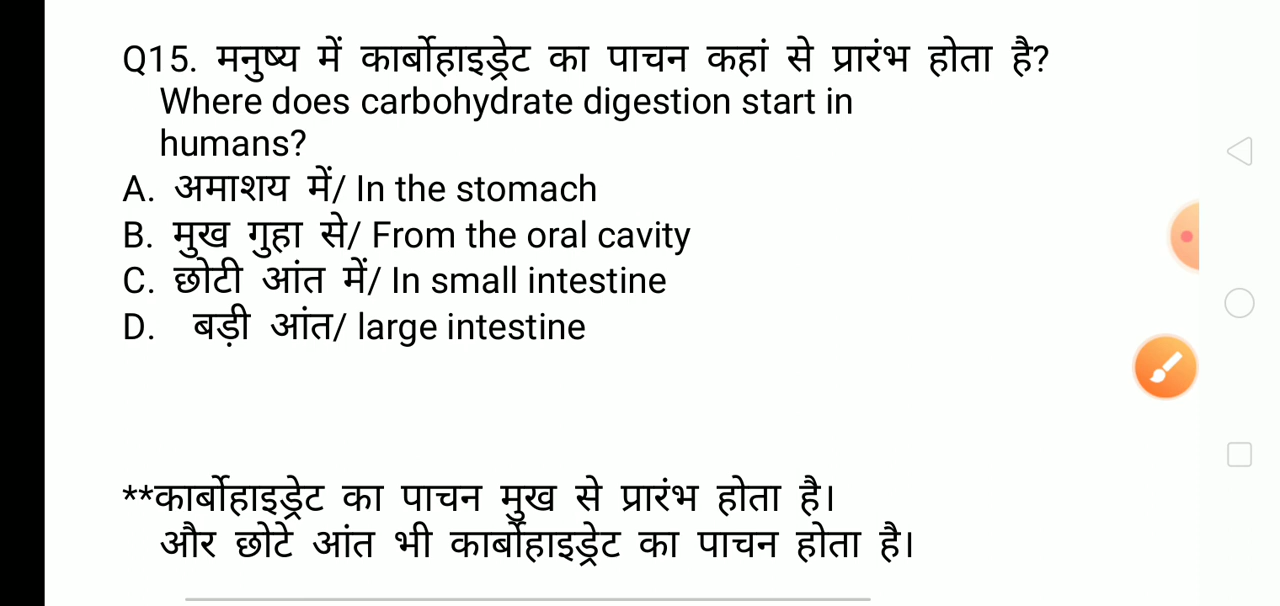 Q15. मनुष्य में कार्बोहाइड्रेट का पाचन कहां से प्रारंभ होता है?
Where does carbohydrate digestion start in
humans?
A. अमाशय में/ In the stomach
B. मुख गुहा से/ From the oral cavity
C. छोटी आंत में/ In small intestine
D. बड़ी आंत/ large intestine
**कार्बोहाइड्रेट का पाचन मुख से प्रारंभ होता है।
और छोटे आंत भी कार्बोहाइड्रेट का पाचन होता है।